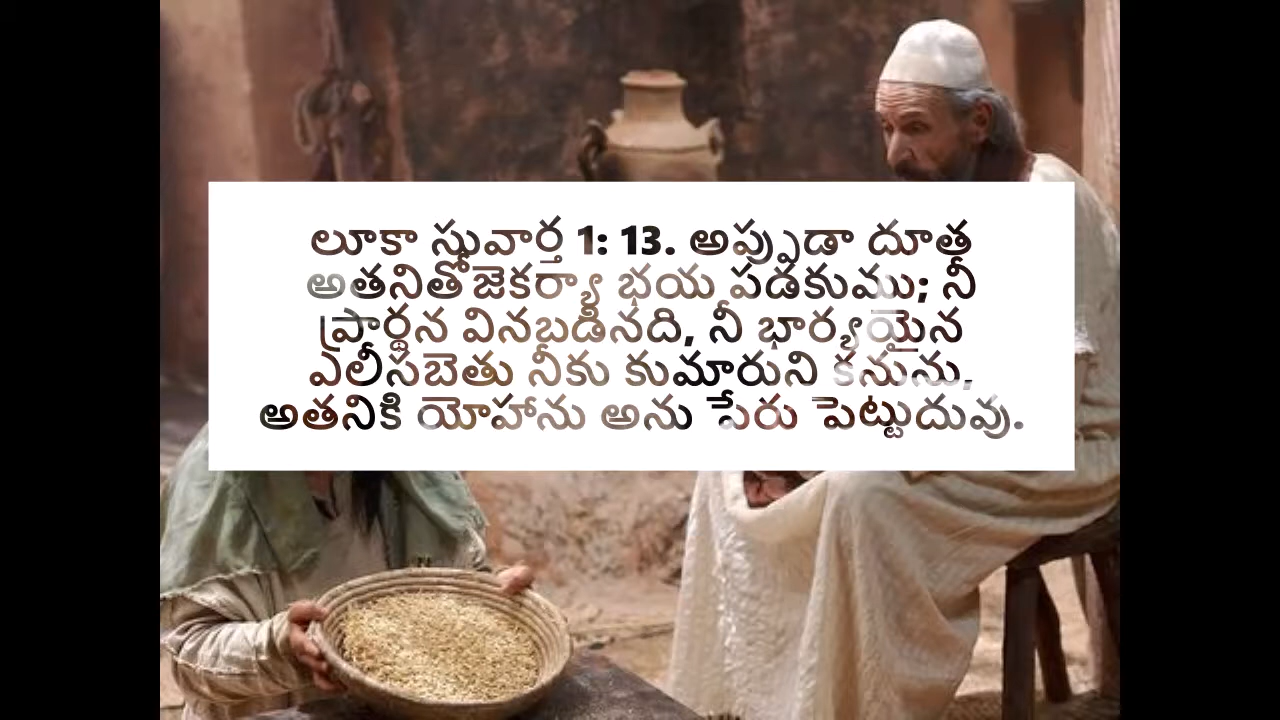 లూకా సువార్త 1: 13. అప్పుడా దూత
అతనితోజెకర్యా భయ పడకుము; నీ
ప్రార్థన వినబడినది, నీ భార్యయైన
ఎలీసబెతు నీకు కుమారుని కనును,
అతనికి యోహాను అను పేరు పెట్టుదువు.